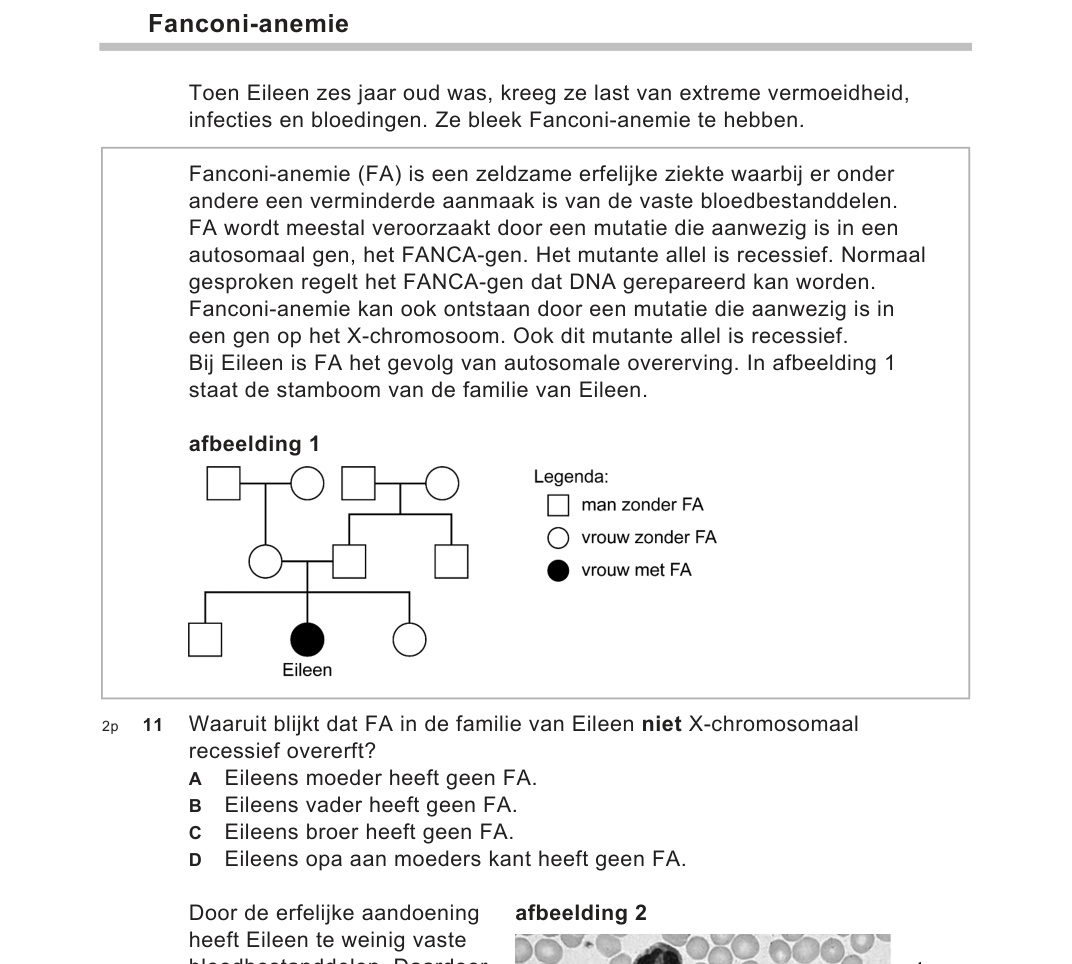 Fanconi-anemie
Toen Eileen zes jaar oud was, kreeg ze last van extreme vermoeidheid,
infecties en bloedingen. Ze bleek Fanconi-anemie te hebben.
Fanconi-anemie (FA) is een zeldzame erfelijke ziekte waarbij er onder
andere een verminderde aanmaak is van de vaste bloedbestanddelen.
FA wordt meestal veroorzaakt door een mutatie die aanwezig is in een
autosomaal gen, het FANCA-gen. Het mutante allel is recessief. Normaal
gesproken regelt het FANCA-gen dat DNA gerepareerd kan worden.
Fanconi-anemie kan ook ontstaan door een mutatie die aanwezig is in
een gen op het X-chromosoom. Ook dit mutante allel is recessief.
Bij Eileen is FA het gevolg van autosomale overerving. In afbeelding 1
staat de stamboom van de familie van Eileen.
afbeelding 1
Legenda:
man zonder FA
vrouw zonder FA
vrouw met FA
Eileen
2p 11 Waaruit blijkt dat FA in de familie van Eileen niet X-chromosomaal
recessief overerft?
A Eileens moeder heeft geen FA.
B Eileens vader heeft geen FA.
C Eileens broer heeft geen FA.
D Eileens opa aan moeders kant heeft geen FA.
Door de erfelijke aandoening
heeft Eileen te weinig vaste
bloedbestanddelen. Daardoor
afbeelding 2